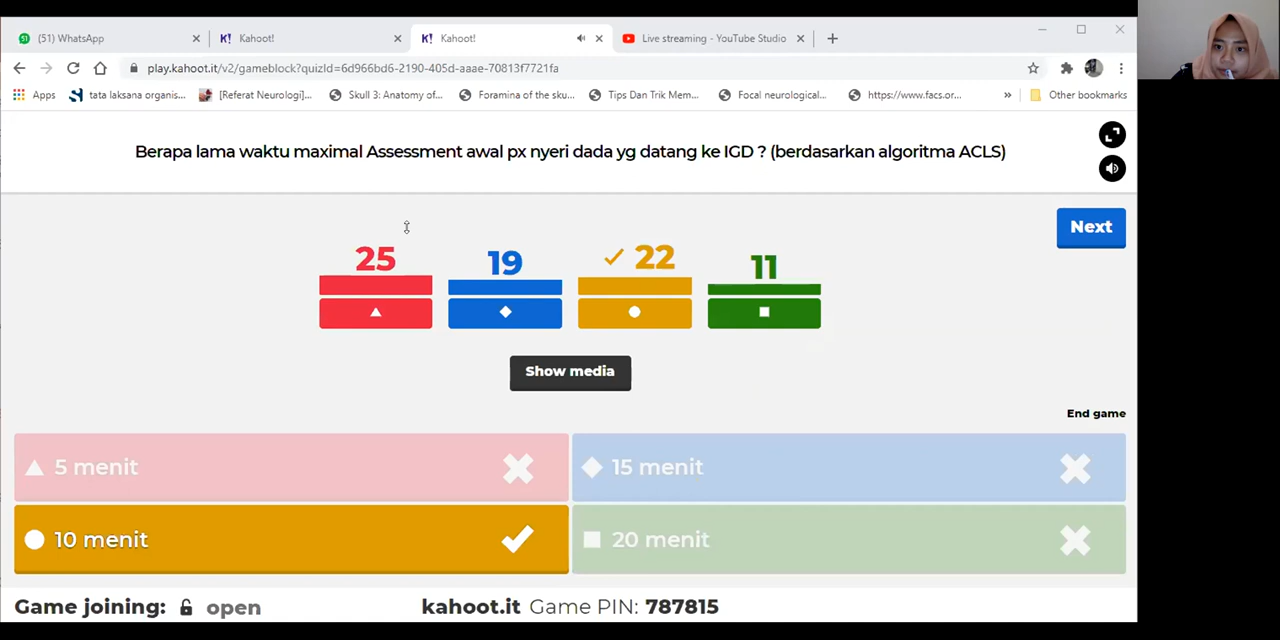 (51) WhatsApp
Kahoot!
Kahoot!
Live streaming - YouTube Studio
play.kahoot.it/v2/gameblock?quizId=6d966bd6-2190-405d-aaae-70813f7721fa
Apps
tata laksana organis...
[Referat Neurologi]...
Skull 3: Anatomy of...
Foramina of the sku...
Tips Dan Trik Mem...
Focal neurological...
https://www.facs.or...
»
Other bookmarks
Berapa lama waktu maximal Assessment awal px nyeri dada yg datang ke IGD ? (berdasarkan algoritma ACLS)
Next
25
19
22
11
Show media
End game
5 menit
15 menit
10 menit
20 menit
Game joining: open
kahoot.it Game PIN: 787815